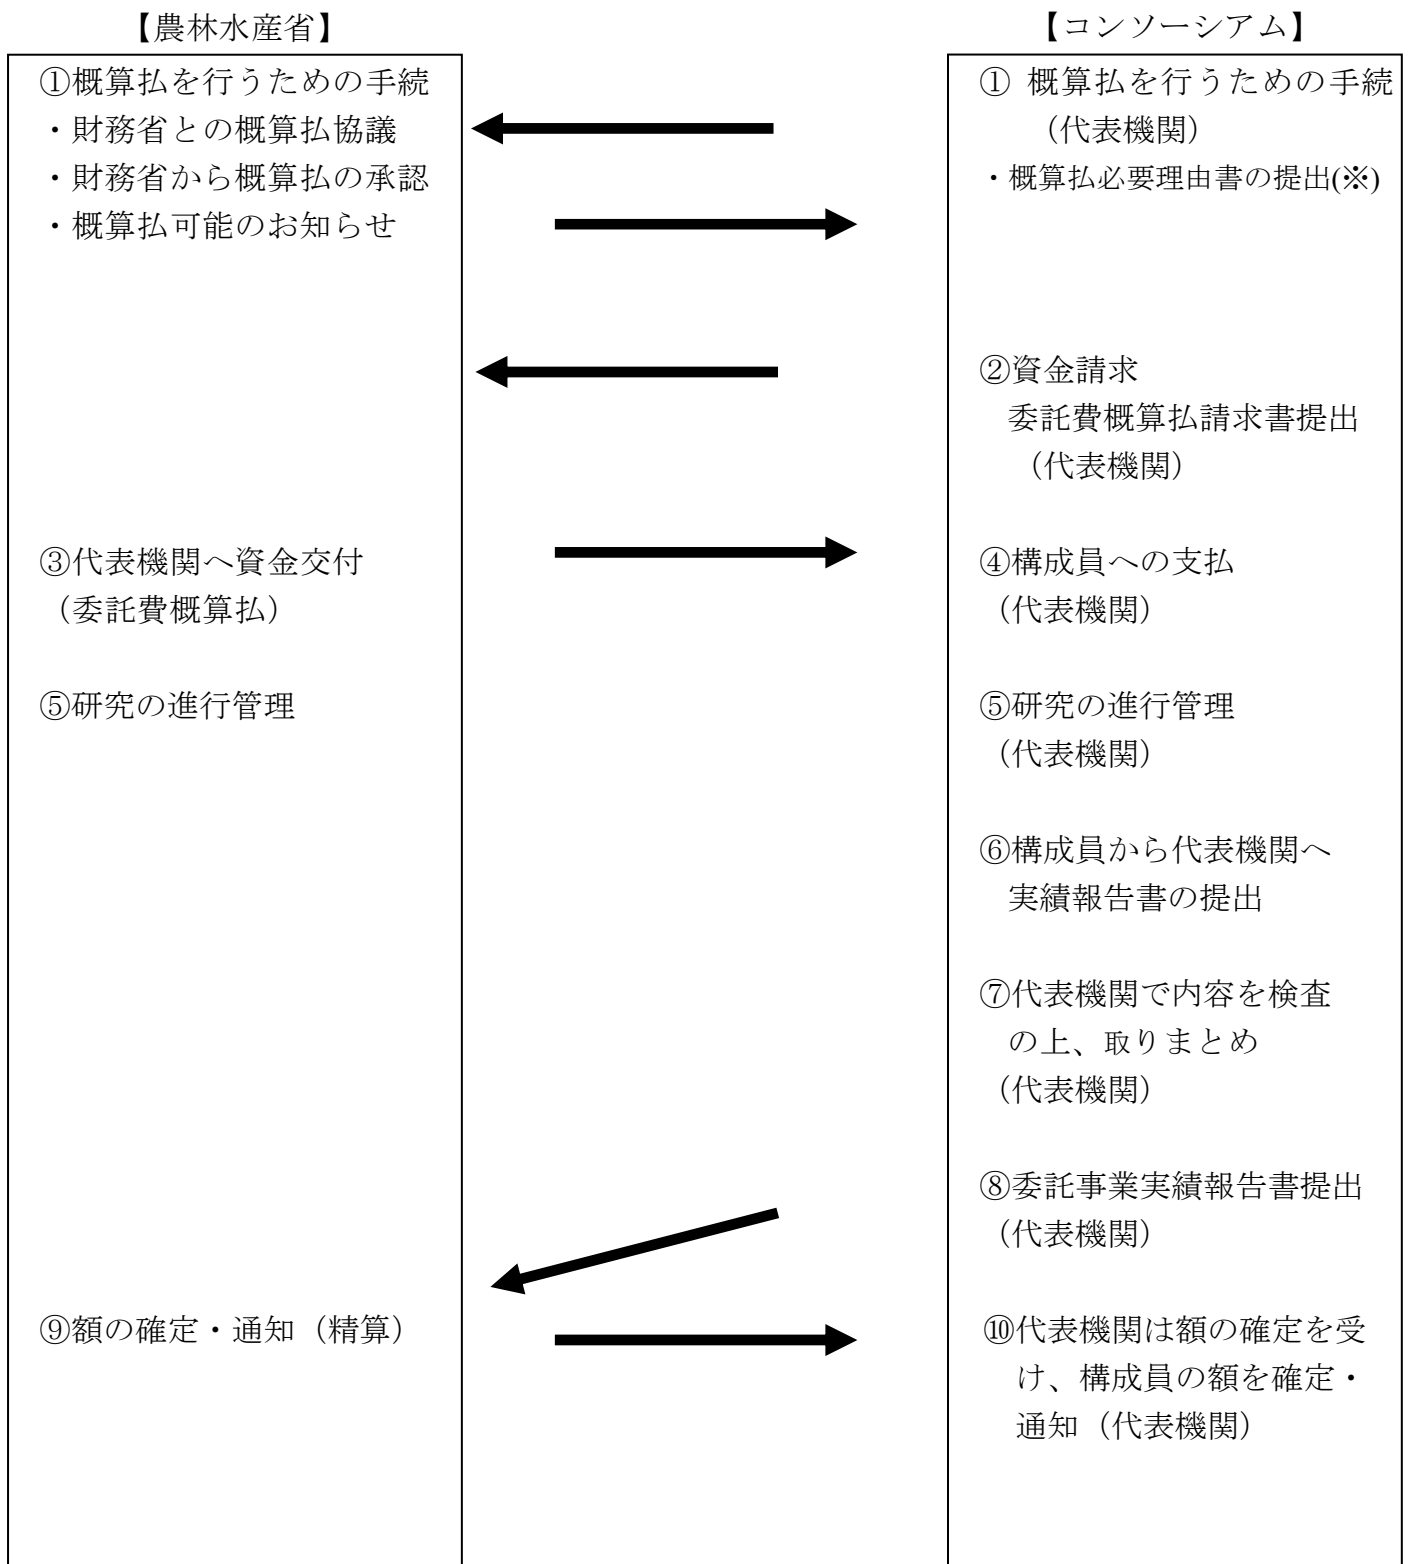 【農林水産省】
①概算払を行うための手続
・財務省との概算払協議
・財務省から概算払の承認
・概算払可能のお知らせ
③代表機関へ資金交付
（委託費概算払）
⑤研究の進行管理
⑨額の確定・通知（精算）
【コンソーシアム】
① 概算払を行うための手続
（代表機関）
・概算払必要理由書の提出(※)
②資金請求
委託費概算払請求書提出
（代表機関）
④構成員への支払
（代表機関）
⑤研究の進行管理
（代表機関）
⑥構成員から代表機関へ
実績報告書の提出
⑦代表機関で内容を検査
の上、取りまとめ
（代表機関）
⑧委託事業実績報告書提出
（代表機関）
⑩代表機関は額の確定を受
け、構成員の額を確定・
通知（代表機関）